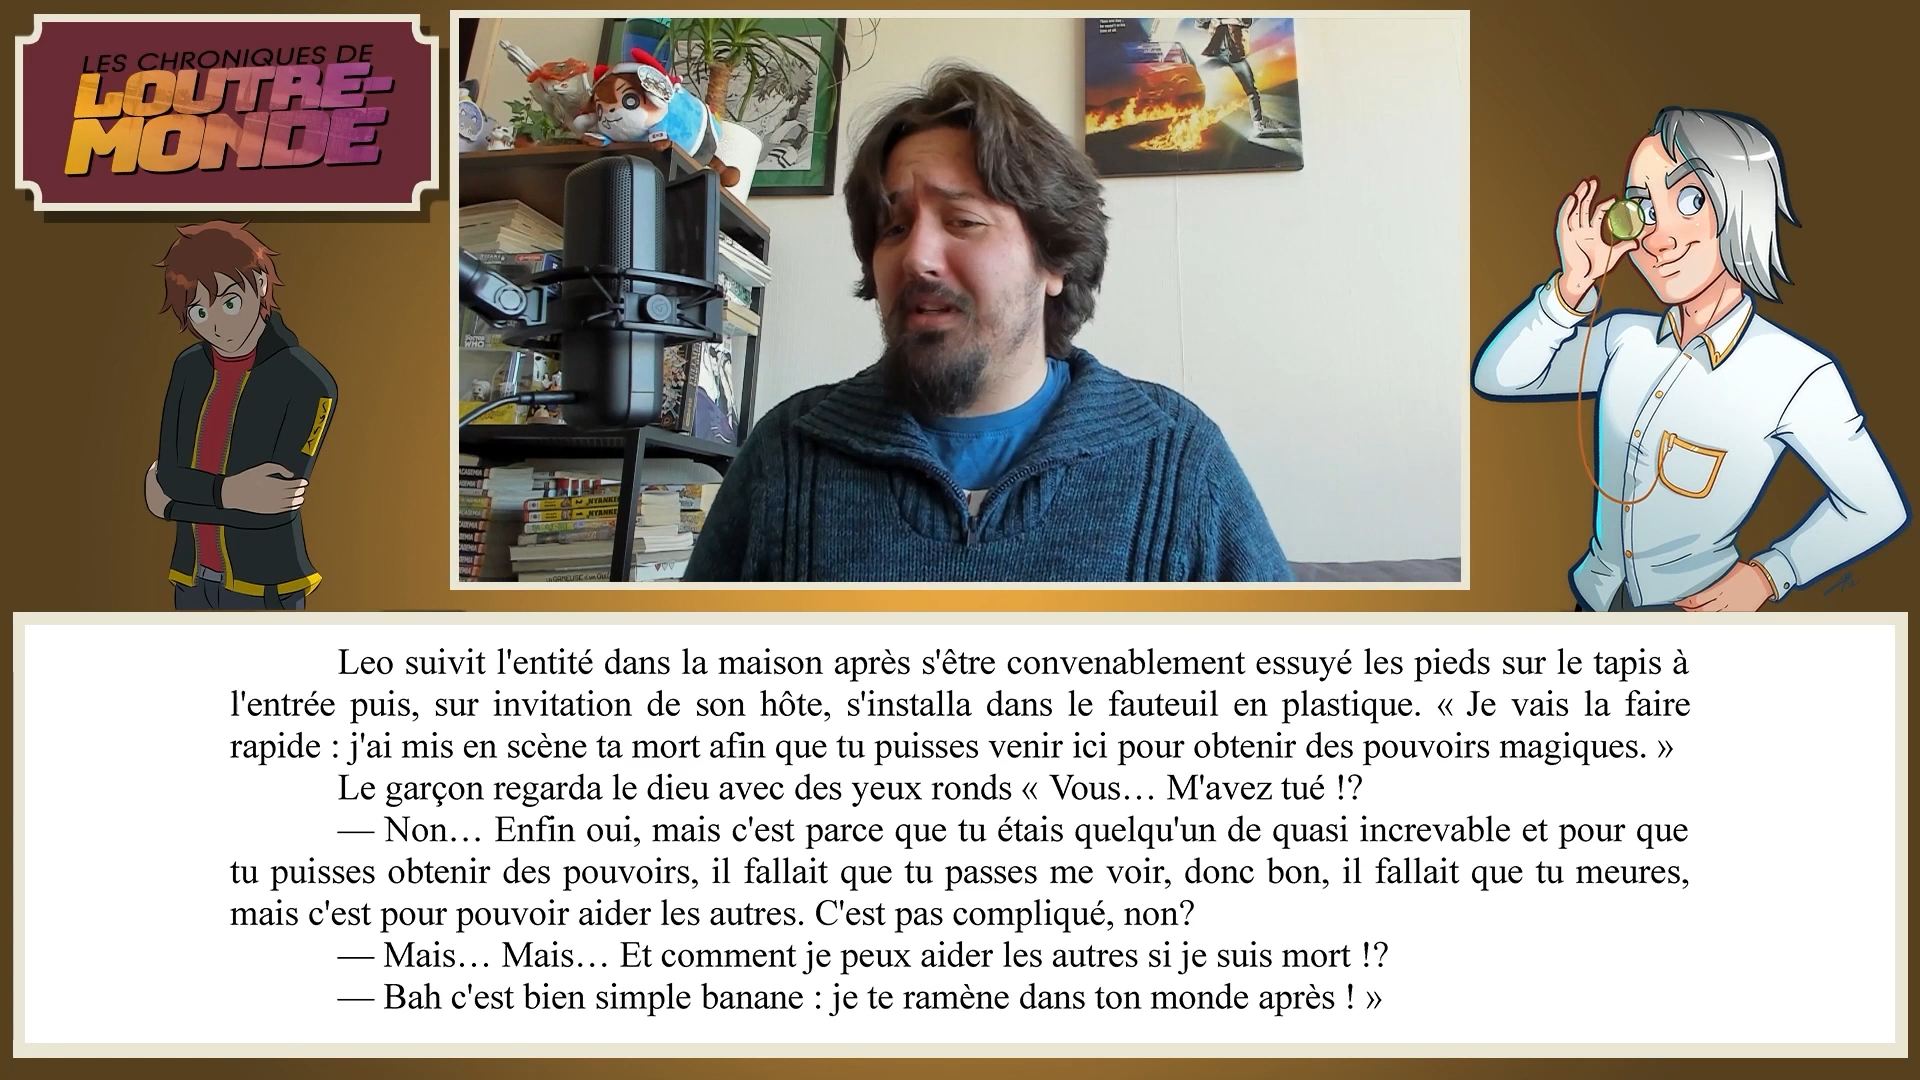 LES CHRONIQUES DE
LOUTRE-
MONDE
Leo suivit l'entité dans la maison après s'être convenablement essuyé les pieds sur le tapis à
l'entrée puis, sur invitation de son hôte, s'installa dans le fauteuil en plastique. « Je vais la faire
rapide : j'ai mis en scène ta mort afin que tu puisses venir ici pour obtenir des pouvoirs magiques. »
Le garçon regarda le dieu avec des yeux ronds « Vous… M'avez tué !?
— Non… Enfin oui, mais c'est parce que tu étais quelqu'un de quasi increvable et pour que
tu puisses obtenir des pouvoirs, il fallait que tu passes me voir, donc bon, il fallait que tu meures,
mais c'est pour pouvoir aider les autres. C'est pas compliqué, non?
— Mais… Mais… Et comment je peux aider les autres si je suis mort !?
— Bah c'est bien simple banane : je te ramène dans ton monde après ! »